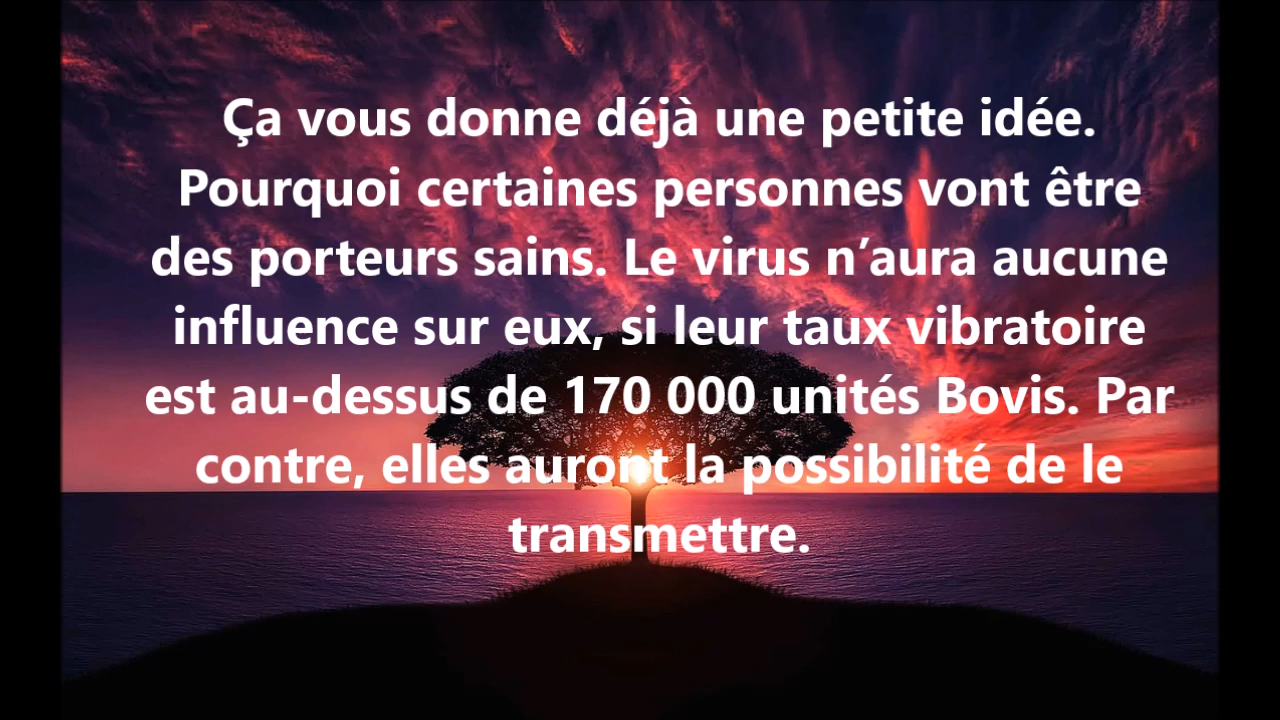 Ça vous donne déjà une petite idée.
Pourquoi certaines personnes vont être
des porteurs sains. Le virus n’aura aucune
influence sur eux, si leur taux vibratoire
est au-dessus de 170 000 unités Bovis. Par
contre, elles auront la possibilité de le
transmettre.